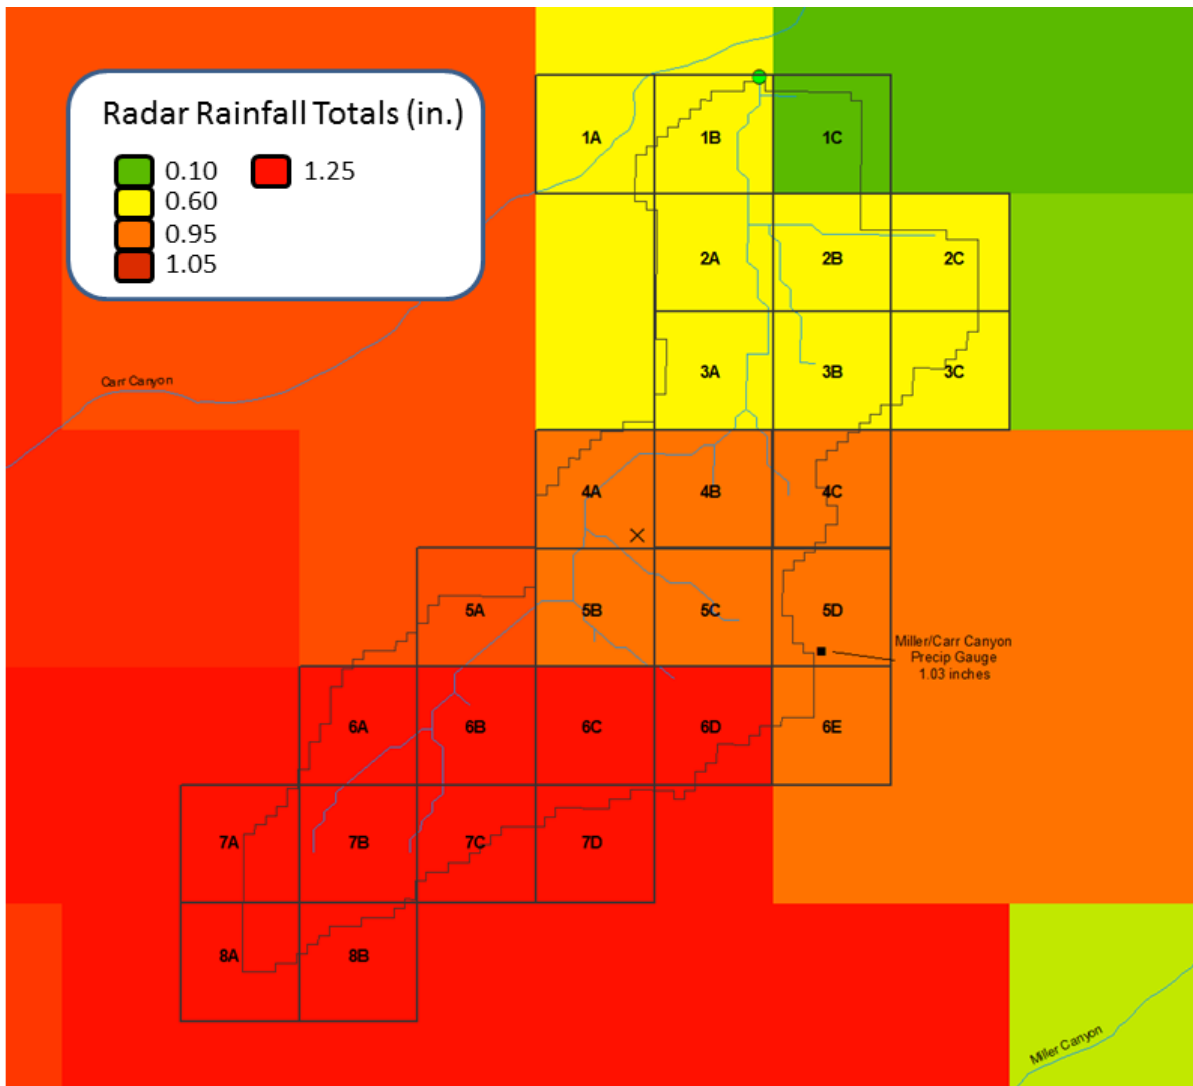 Radar Rainfall Totals (in.)
0.10
1.25
0.60
0.95
1.05
1A
1B
1C
2A
2B
2C
3A
3B
3C
Carr Canyon
4A
4B
4C
5A
5B
5C
5D
Miller/Carr Canyon
Precip Gauge
1.03 inches
6A
6B
6C
6D
6E
7A
7B
7C
7D
8A
8B
Miller Canyon